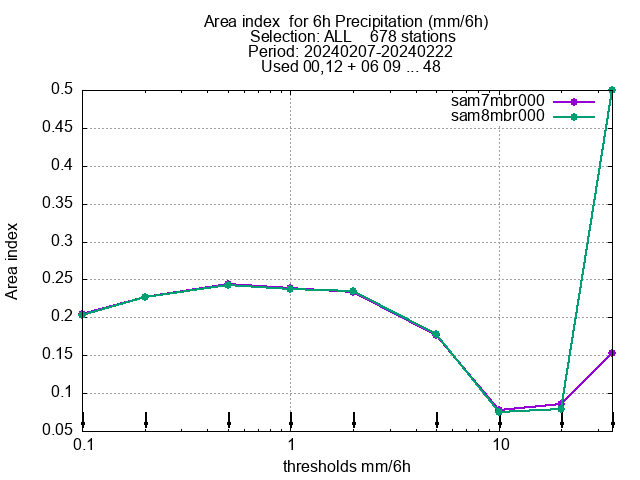 Area index  for 6h Precipitation (mm/6h)
Selection: ALL    678 stations
Period: 20240207-20240222
Used 00,12 + 06 09 ... 48
sam7mbr000
sam8mbr000
0.5
0.45
0.4
0.35
0.3
0.25
0.2
0.15
0.1
0.05
Area index
0.1 1 10
thresholds mm/6h